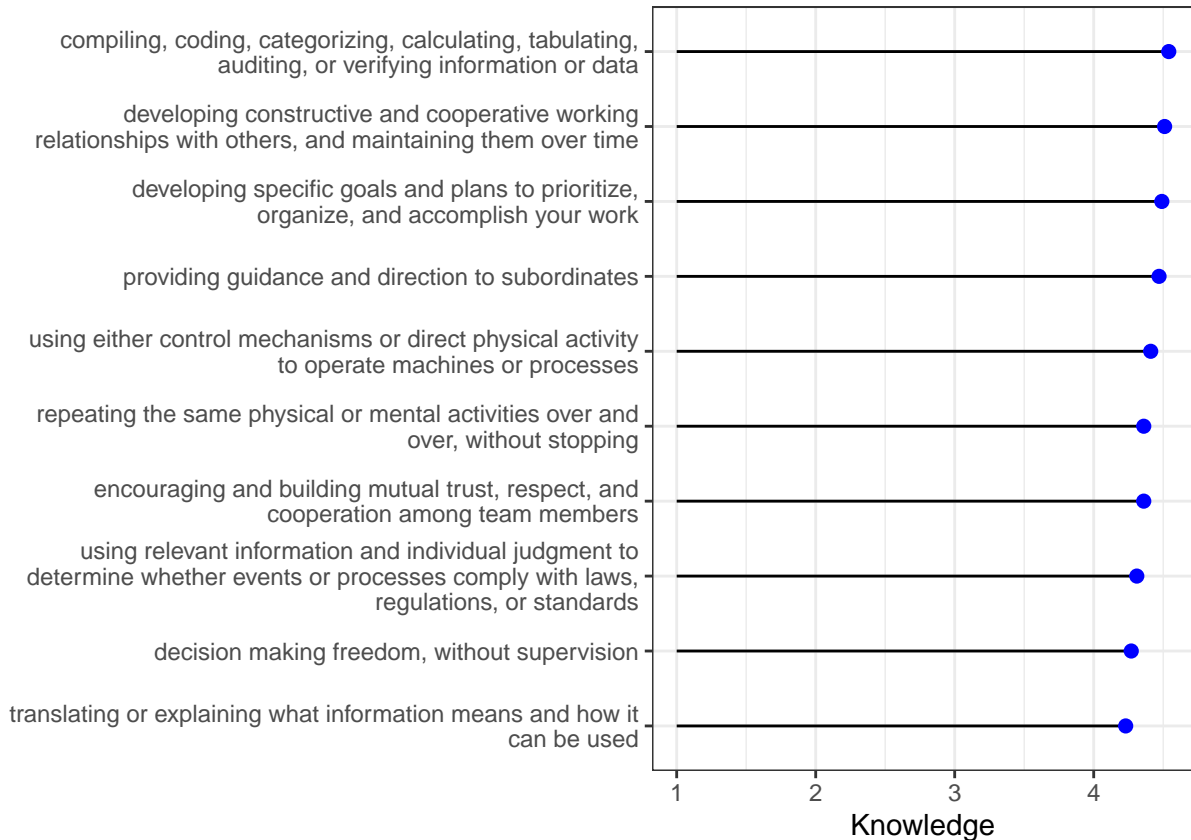 compiling, coding, categorizing, calculating, tabulating,
auditing, or verifying information or data
developing constructive and cooperative working
relationships with others, and maintaining them over time
developing specific goals and plans to prioritize,
organize, and accomplish your work
providing guidance and direction to subordinates
using either control mechanisms or direct physical activity
to operate machines or processes
repeating the same physical or mental activities over and
over, without stopping
encouraging and building mutual trust, respect, and
cooperation among team members
using relevant information and individual judgment to
determine whether events or processes comply with laws,
regulations, or standards
decision making freedom, without supervision
translating or explaining what information means and how it
can be used
1 2 3 4
Knowledge